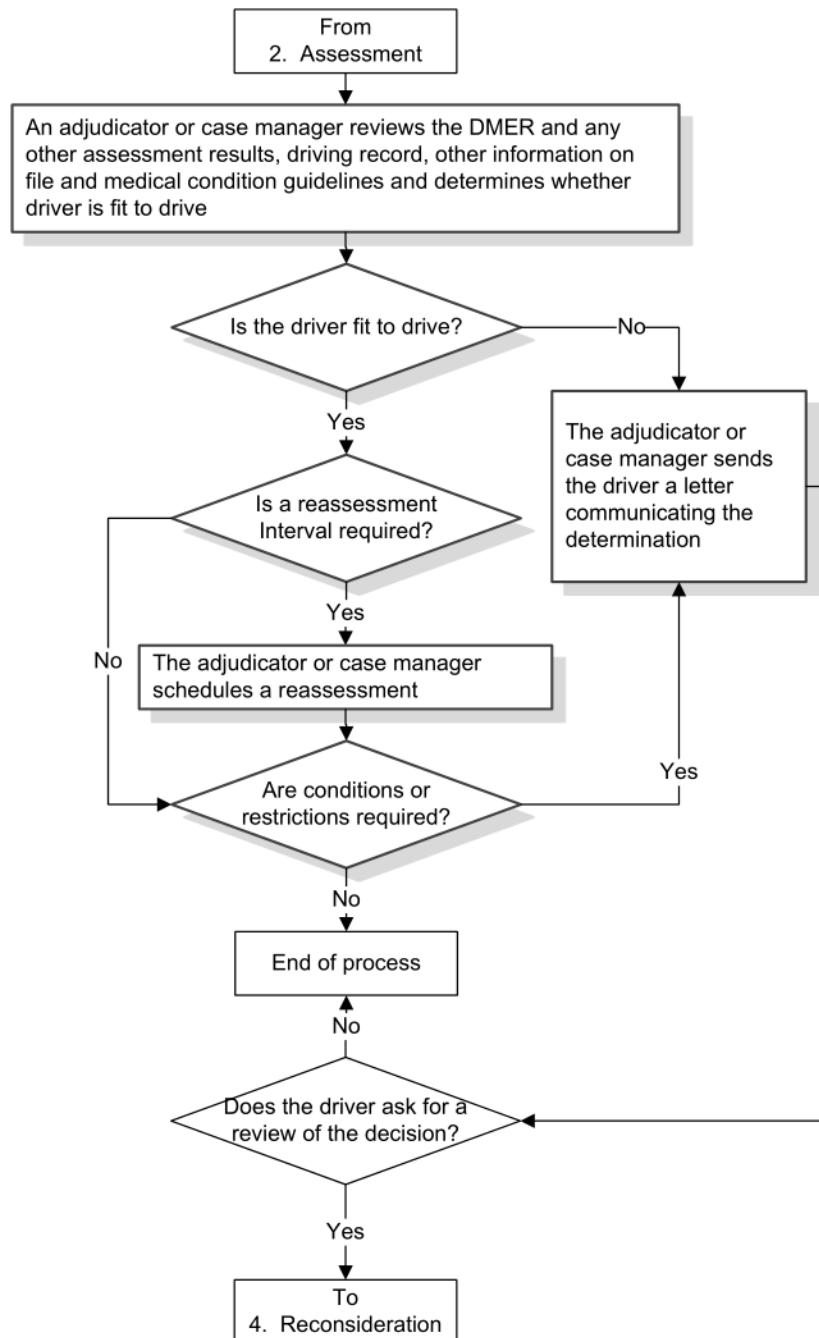 From
2. Assessment
An adjudicator or case manager reviews the DMER and any
other assessment results, driving record, other information on
file and medical condition guidelines and determines whether
driver is fit to drive
Is the driver fit to drive?
No
Yes
The adjudicator or
case manager sends
the driver a letter
communicating the
determination
Is a reassessment
Interval required?
Yes
No
The adjudicator or case manager
schedules a reassessment
Are conditions or
restrictions required?
Yes
No
End of process
No
Does the driver ask for a
review of the decision?
Yes
To
4. Reconsideration